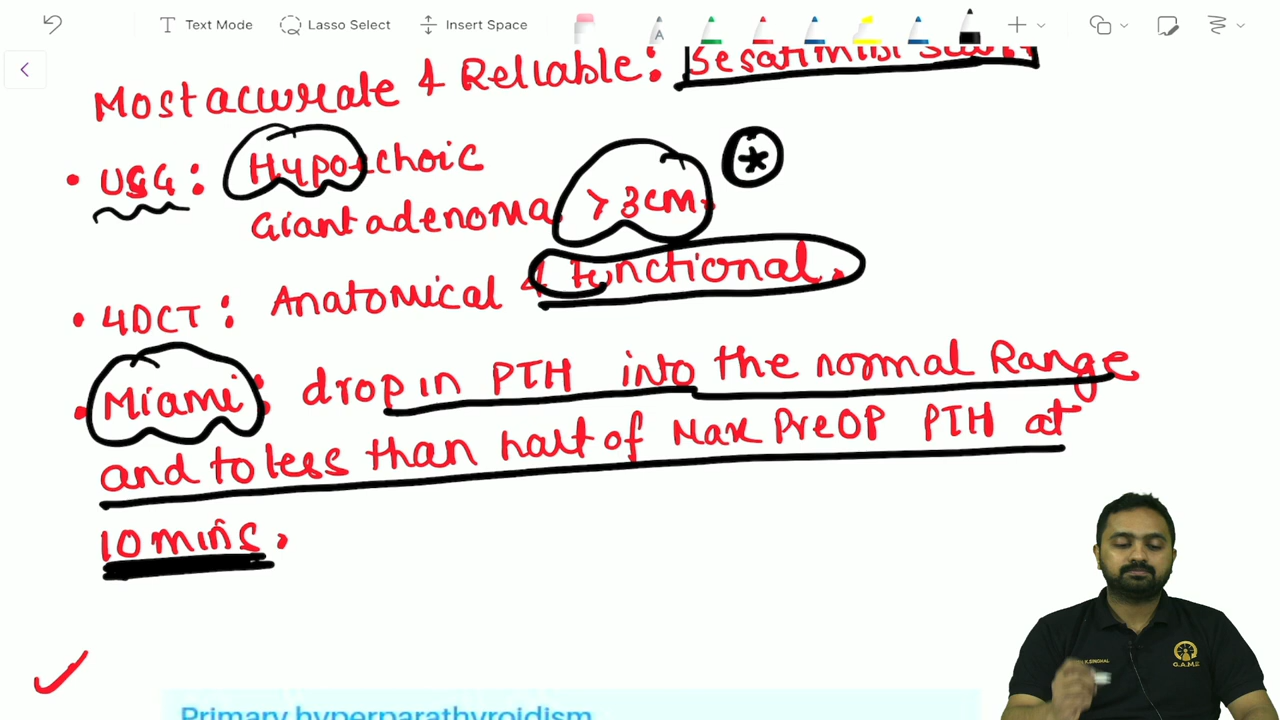 Text Mode
Lasso Select
Insert Space
Most accurate & Reliable: Sestamibi Scan.
• USG: Hypoechoic
Giant adenoma > 3cm.
• 4DCT: Anatomical & functional.
• Miami: drop in PTH into the normal Range
and to less than half of Max PreOP PTH at
10 mins.
Primary hyperparathyroidism
G.A.M.E